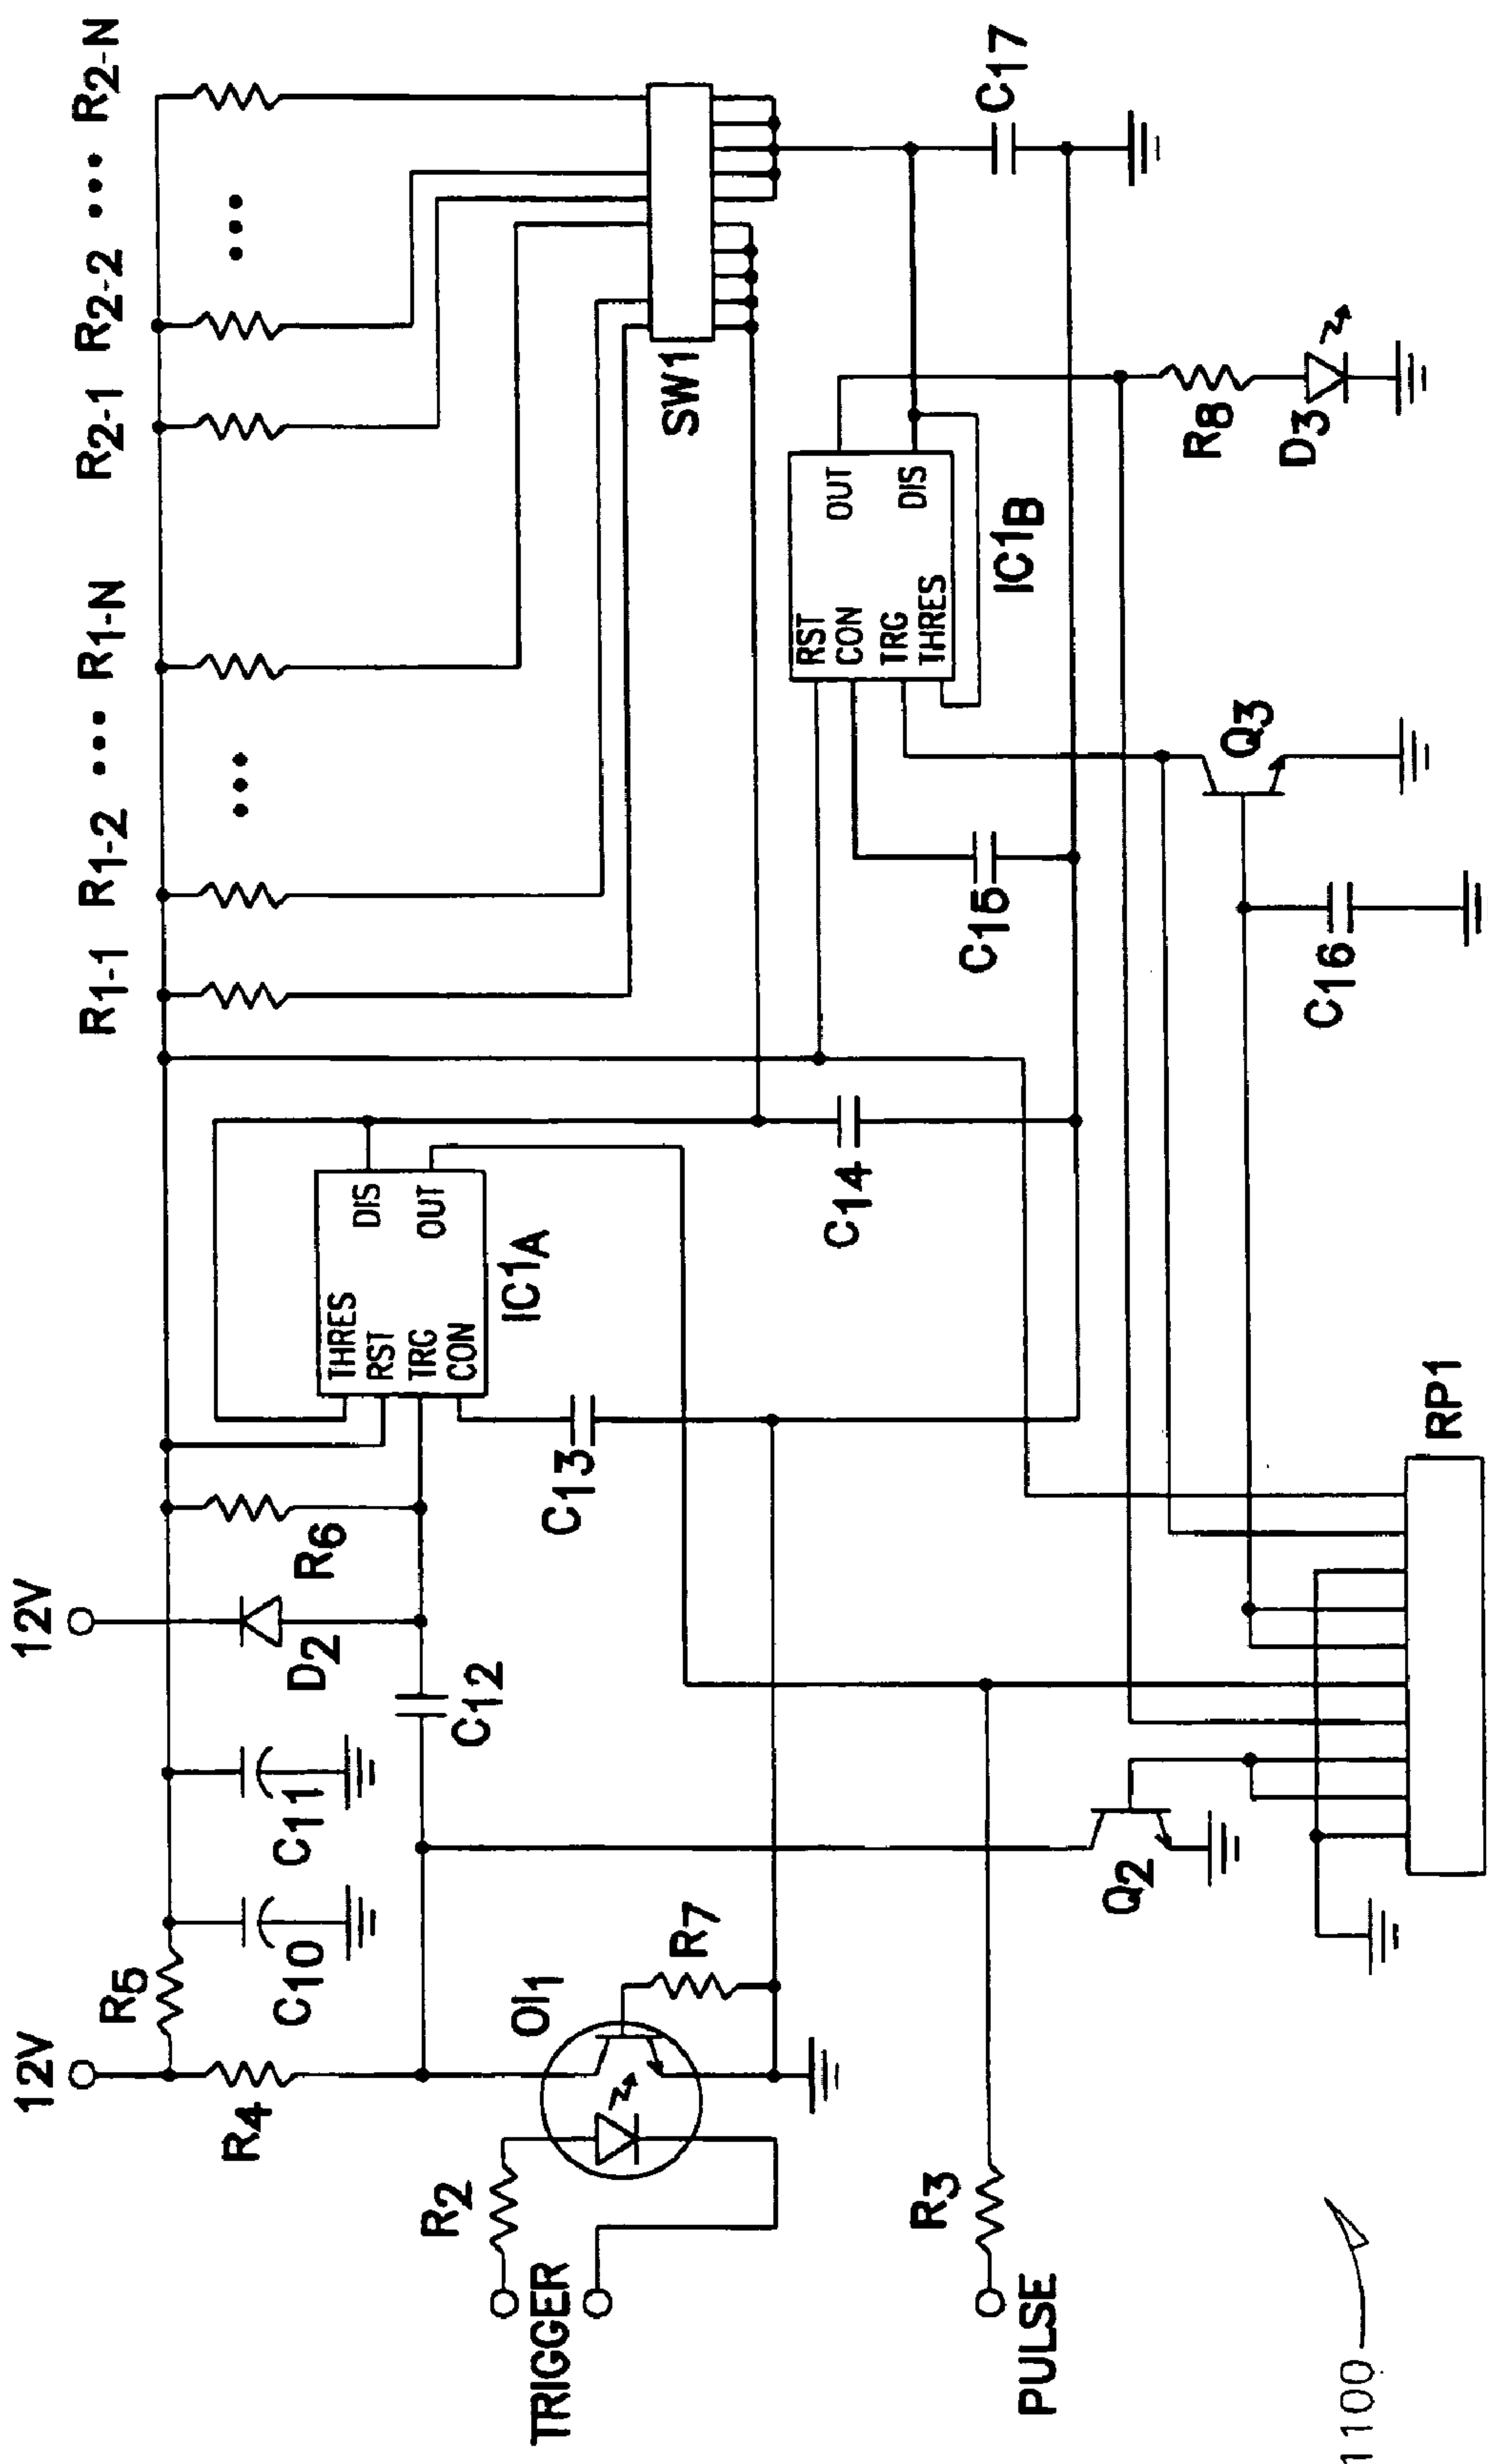 12V
12V
R1-1 R1-2 ••• R1-N R2-1 R2-2 ••• R2-N
R5
R4
C10
C11
D2
R6
THRES
RST
TRG
CON
DIS
OUT
IC1A
C12
C13
C14
SW1
R2
OI1
R7
TRIGGER
RST
CON
TRG
THRES
OUT
DIS
IC1B
C15
C17
R3
PULSE
Q2
Q3
R8
D3
C16
RP1
1100